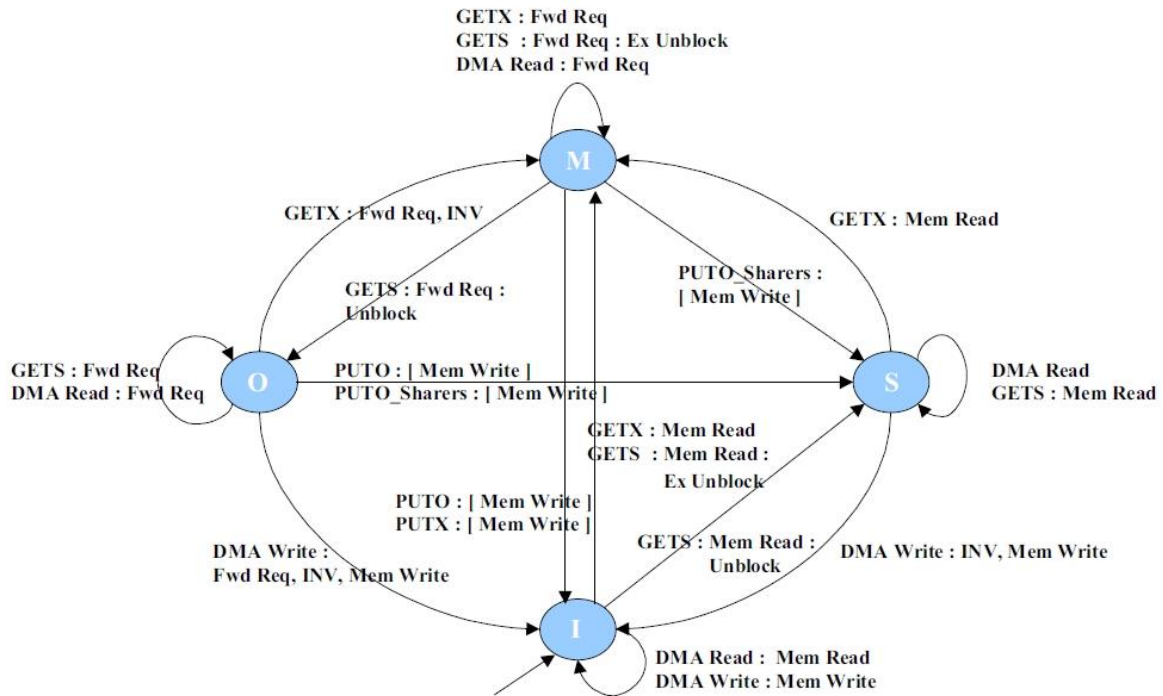 GETX : Fwd Req
GETS : Fwd Req : Ex Unblock
DMA Read : Fwd Req
M
GETX : Fwd Req, INV
GETX : Mem Read
PUTO_Sharers :
[ Mem Write ]
GETS : Fwd Req :
Unblock
GETS : Fwd Req
DMA Read : Fwd Req
O
PUTO : [ Mem Write ]
PUTO_Sharers : [ Mem Write ]
S
DMA Read
GETS : Mem Read
GETX : Mem Read
GETS : Mem Read :
Ex Unblock
PUTO : [ Mem Write ]
PUTX : [ Mem Write ]
GETS : Mem Read :
Unblock
DMA Write :
Fwd Req, INV, Mem Write
DMA Write : INV, Mem Write
I
DMA Read : Mem Read
DMA Write : Mem Write